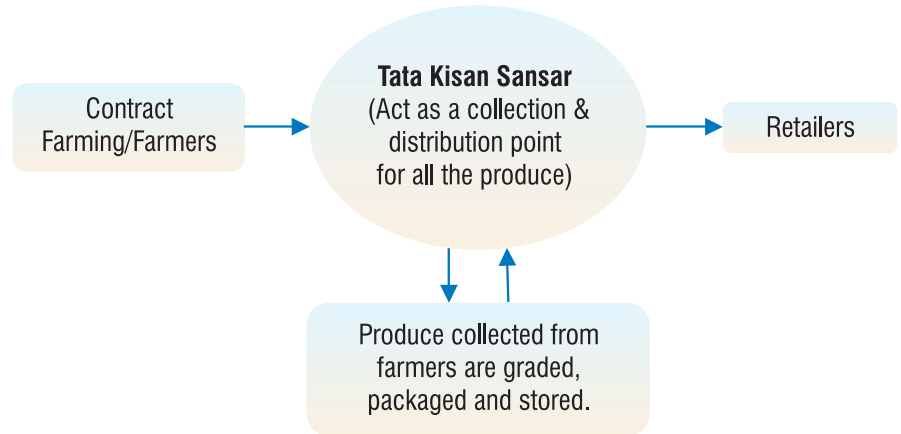 Contract
Farming/Farmers
Tata Kisan Sansar
(Act as a collection &
distribution point
for all the produce)
Retailers
Produce collected from
farmers are graded,
packaged and stored.